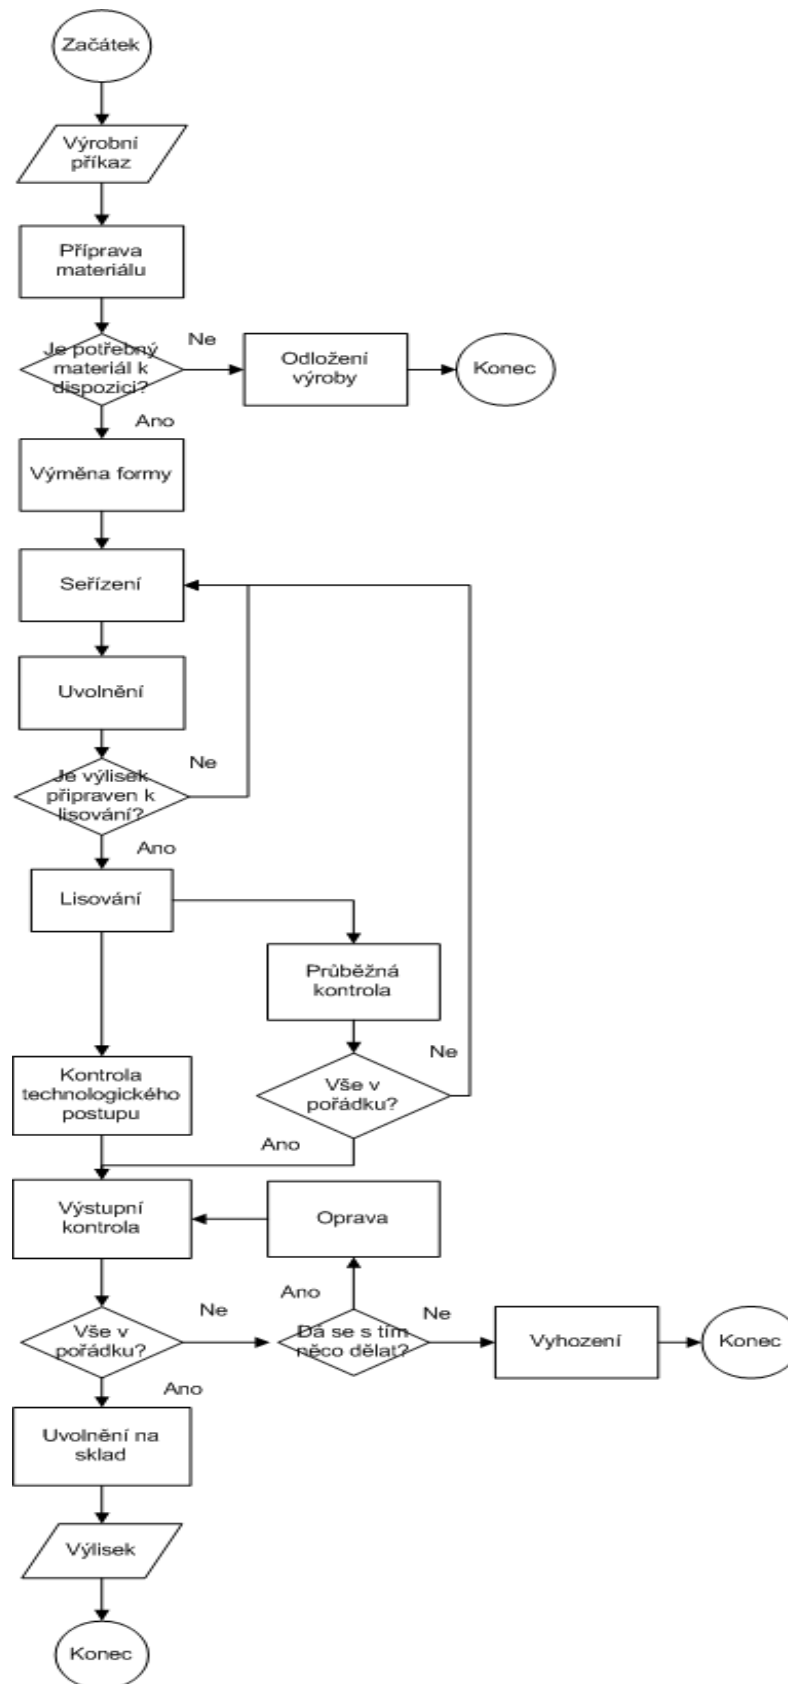 Začátek
Výrobní
příkaz
Příprava
materiálu
Je potřebný
materiál k
dispozici?
Ne
Odložení
výroby
Konec
Ano
Výměna formy
Seřízení
Uvolnění
Je výlisek
připraven k
lisování?
Ne
Ano
Lisování
Průběžná
kontrola
Kontrola
technologického
postupu
Vše v
pořádku?
Ne
Ano
Výstupní
kontrola
Oprava
Vše v
pořádku?
Ne
Ano
Dá se s tím
něco dělat?
Ne
Vyhození
Konec
Ano
Uvolnění na
sklad
Výlisek
Konec